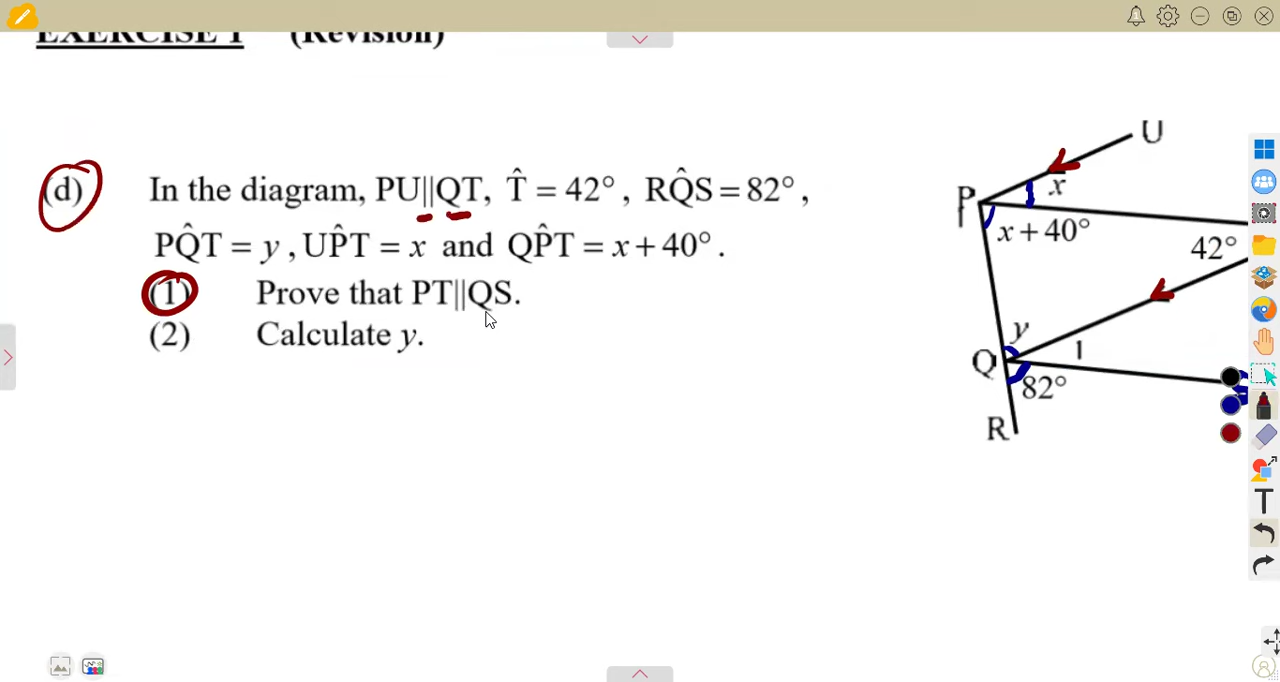 EXERCISE 1 (Revision)
(d) In the diagram, PU||QT, T̂ = 42°, RQ̂S = 82°,
PQ̂T = y, UP̂T = x and QP̂T = x + 40°.
(1) Prove that PT||QS.
(2) Calculate y.
U
P
x
x + 40°
42°
y
Q
1
82°
R
T